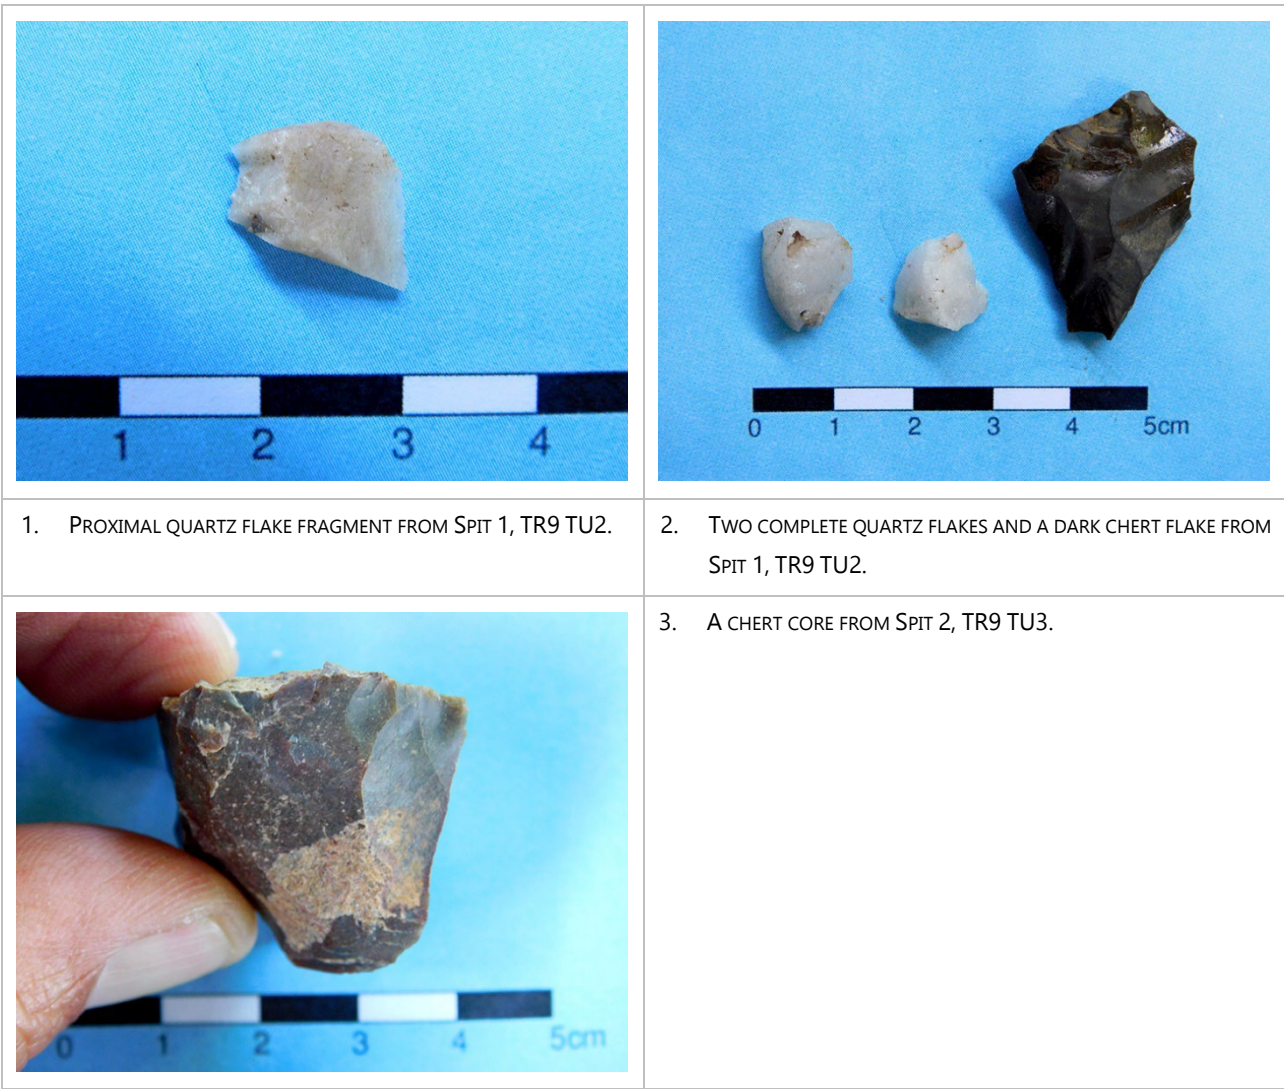 1 2 3 4
0 1 2 3 4 5cm
1. PROXIMAL QUARTZ FLAKE FRAGMENT FROM SPIT 1, TR9 TU2.
2. TWO COMPLETE QUARTZ FLAKES AND A DARK CHERT FLAKE FROM
SPIT 1, TR9 TU2.
3. A CHERT CORE FROM SPIT 2, TR9 TU3.
0 1 2 3 4 5cm